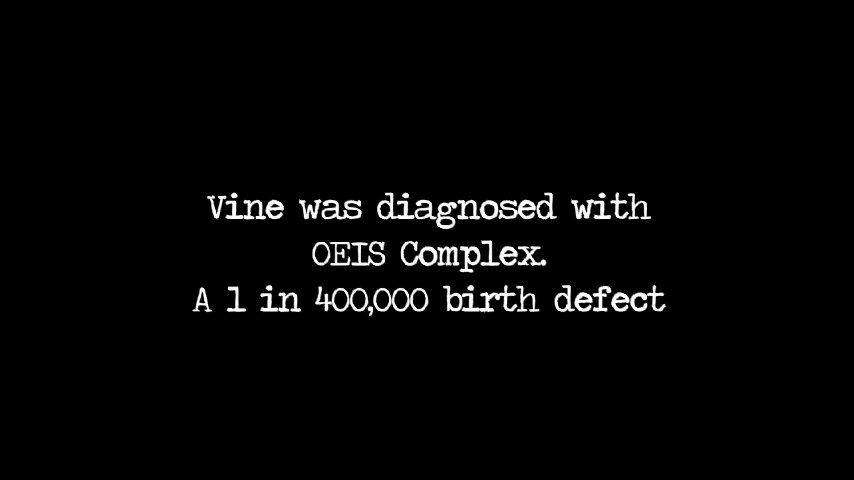 Vine was diagnosed with
OEIS Complex.
A 1 in 400,000 birth defect